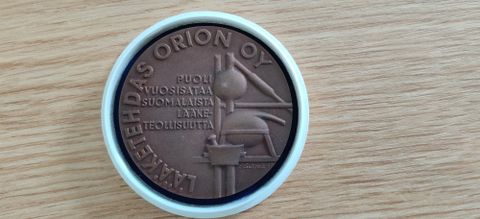 LÄÄKETEHDAS ORION OY
PUOLI
VUOSISATAA
SUOMALAISTA
LÄÄKE-
TEOLLISUUTTA